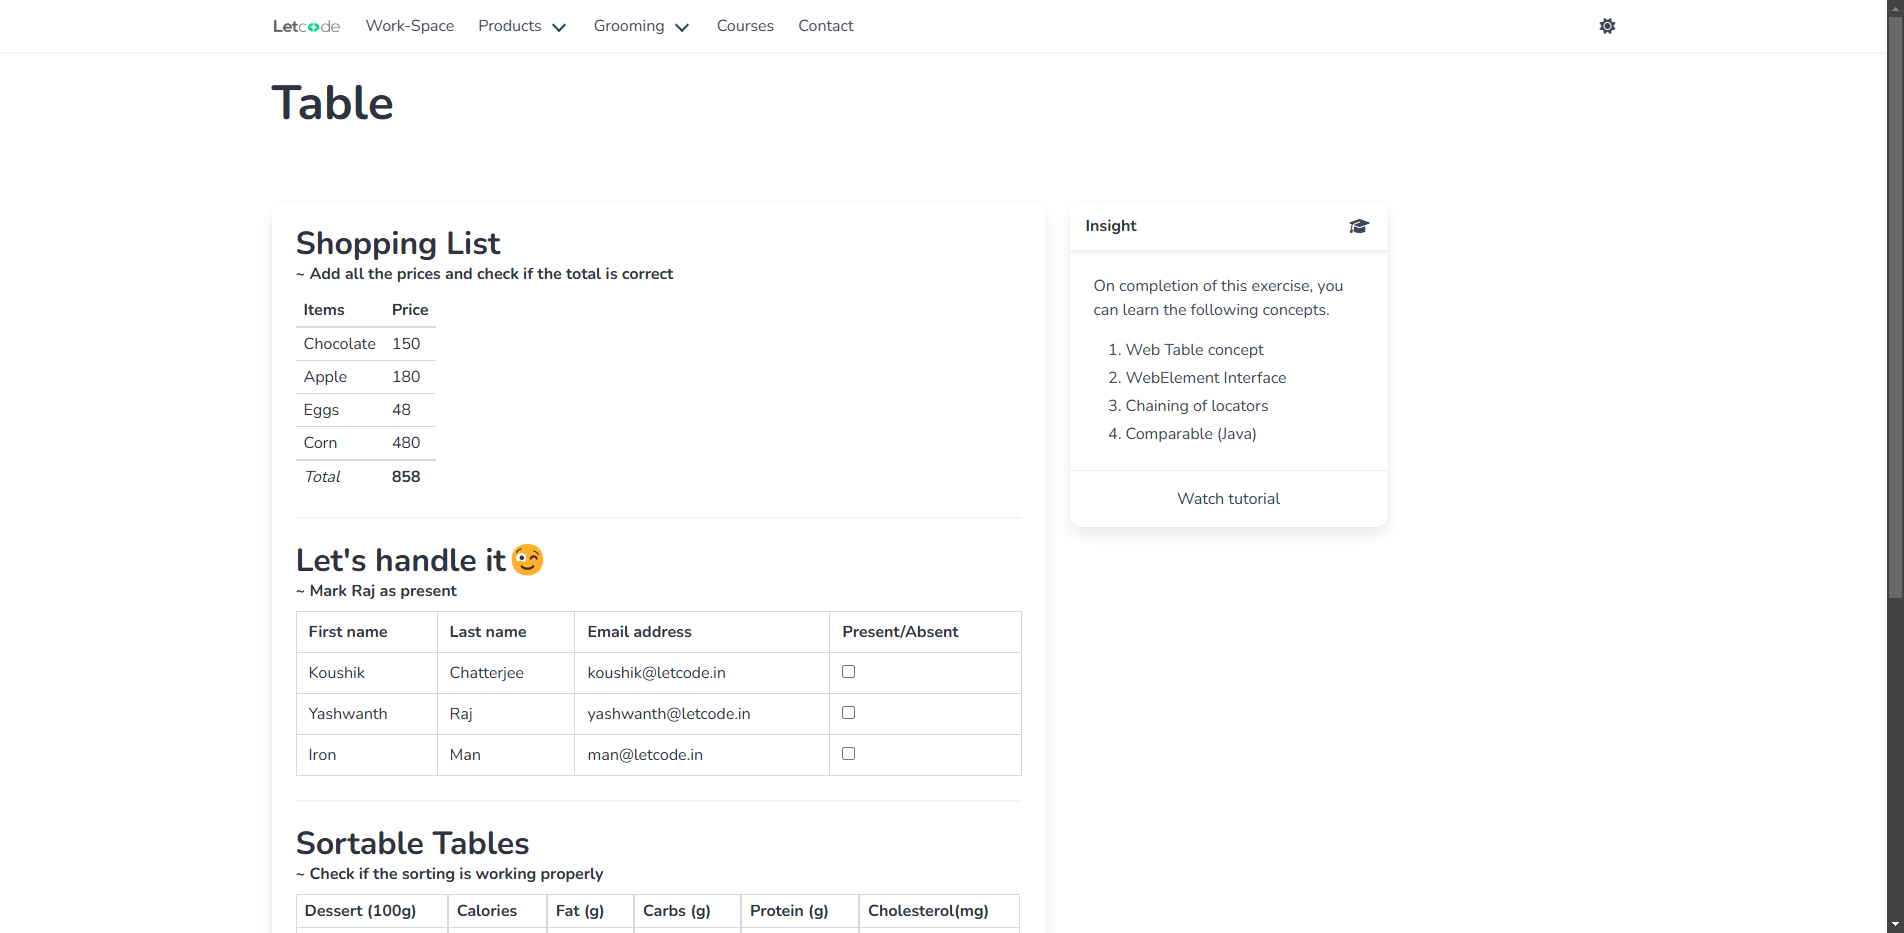 Letcode Work-Space Products Grooming Courses Contact
Table
Shopping List
~ Add all the prices and check if the total is correct
Items Price
Chocolate 150
Apple 180
Eggs 48
Corn 480
Total 858
Let's handle it
~ Mark Raj as present
First name Last name Email address Present/Absent
Koushik Chatterjee koushik@letcode.in
Yashwanth Raj yashwanth@letcode.in
Iron Man man@letcode.in
Sortable Tables
~ Check if the sorting is working properly
Dessert (100g) Calories Fat (g) Carbs (g) Protein (g) Cholesterol(mg)
Insight
On completion of this exercise, you
can learn the following concepts.
1. Web Table concept
2. WebElement Interface
3. Chaining of locators
4. Comparable (Java)
Watch tutorial